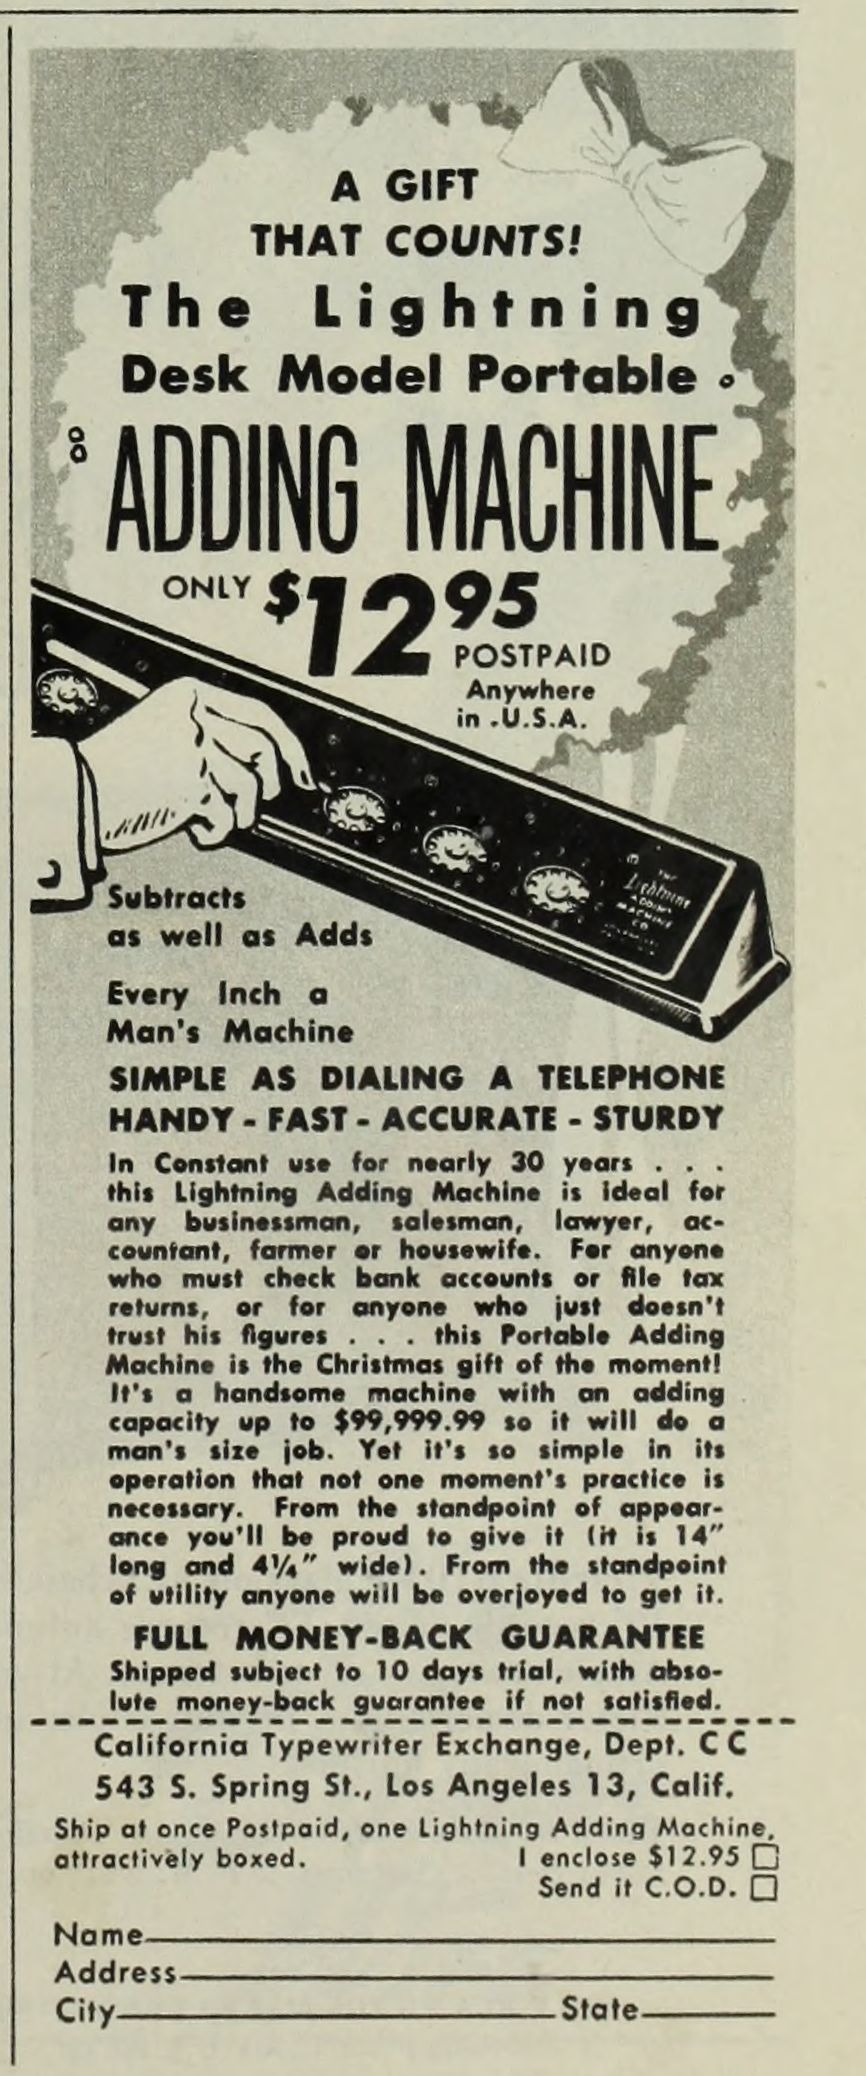 A GIFT
THAT COUNTS!
The Lightning
Desk Model Portable
ADDING MACHINE
ONLY $12 95
POSTPAID
Anywhere
in U.S.A.
THE
Lightning
ADDING
MACHINE
CO.
Subtracts
as well as Adds
Every Inch a
Man's Machine
SIMPLE AS DIALING A TELEPHONE
HANDY - FAST - ACCURATE - STURDY
In Constant use for nearly 30 years . . .
this Lightning Adding Machine is ideal for
any businessman, salesman, lawyer, ac-
countant, farmer or housewife. For anyone
who must check bank accounts or file tax
returns, or for anyone who just doesn't
trust his figures . . . this Portable Adding
Machine is the Christmas gift of the moment!
It's a handsome machine with an adding
capacity up to $99,999.99 so it will do a
man's size job. Yet it's so simple in its
operation that not one moment's practice is
necessary. From the standpoint of appear-
ance you'll be proud to give it (it is 14"
long and 4¼" wide). From the standpoint
of utility anyone will be overjoyed to get it.
FULL MONEY-BACK GUARANTEE
Shipped subject to 10 days trial, with abso-
lute money-back guarantee if not satisfied.
California Typewriter Exchange, Dept. C C
543 S. Spring St., Los Angeles 13, Calif.
Ship at once Postpaid, one Lightning Adding Machine,
attractively boxed. I enclose $12.95 □
Send it C.O.D. □
Name
Address
City State